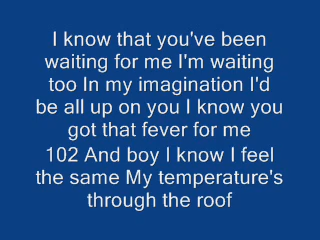 I know that you've been
waiting for me I'm waiting
too In my imagination I'd
be all up on you I know you
got that fever for me
102 And boy I know I feel
the same My temperature's
through the roof